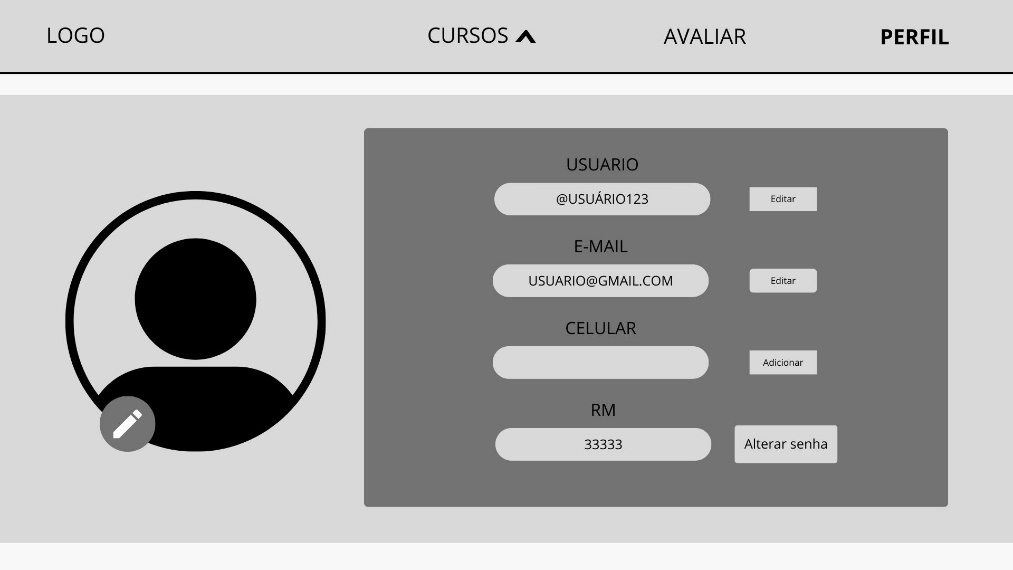 LOGO
CURSOS
AVALIAR
PERFIL
USUARIO
@USUÁRIO123
Editar
E-MAIL
USUARIO@GMAIL.COM
Editar
CELULAR
Adicionar
RM
33333
Alterar senha